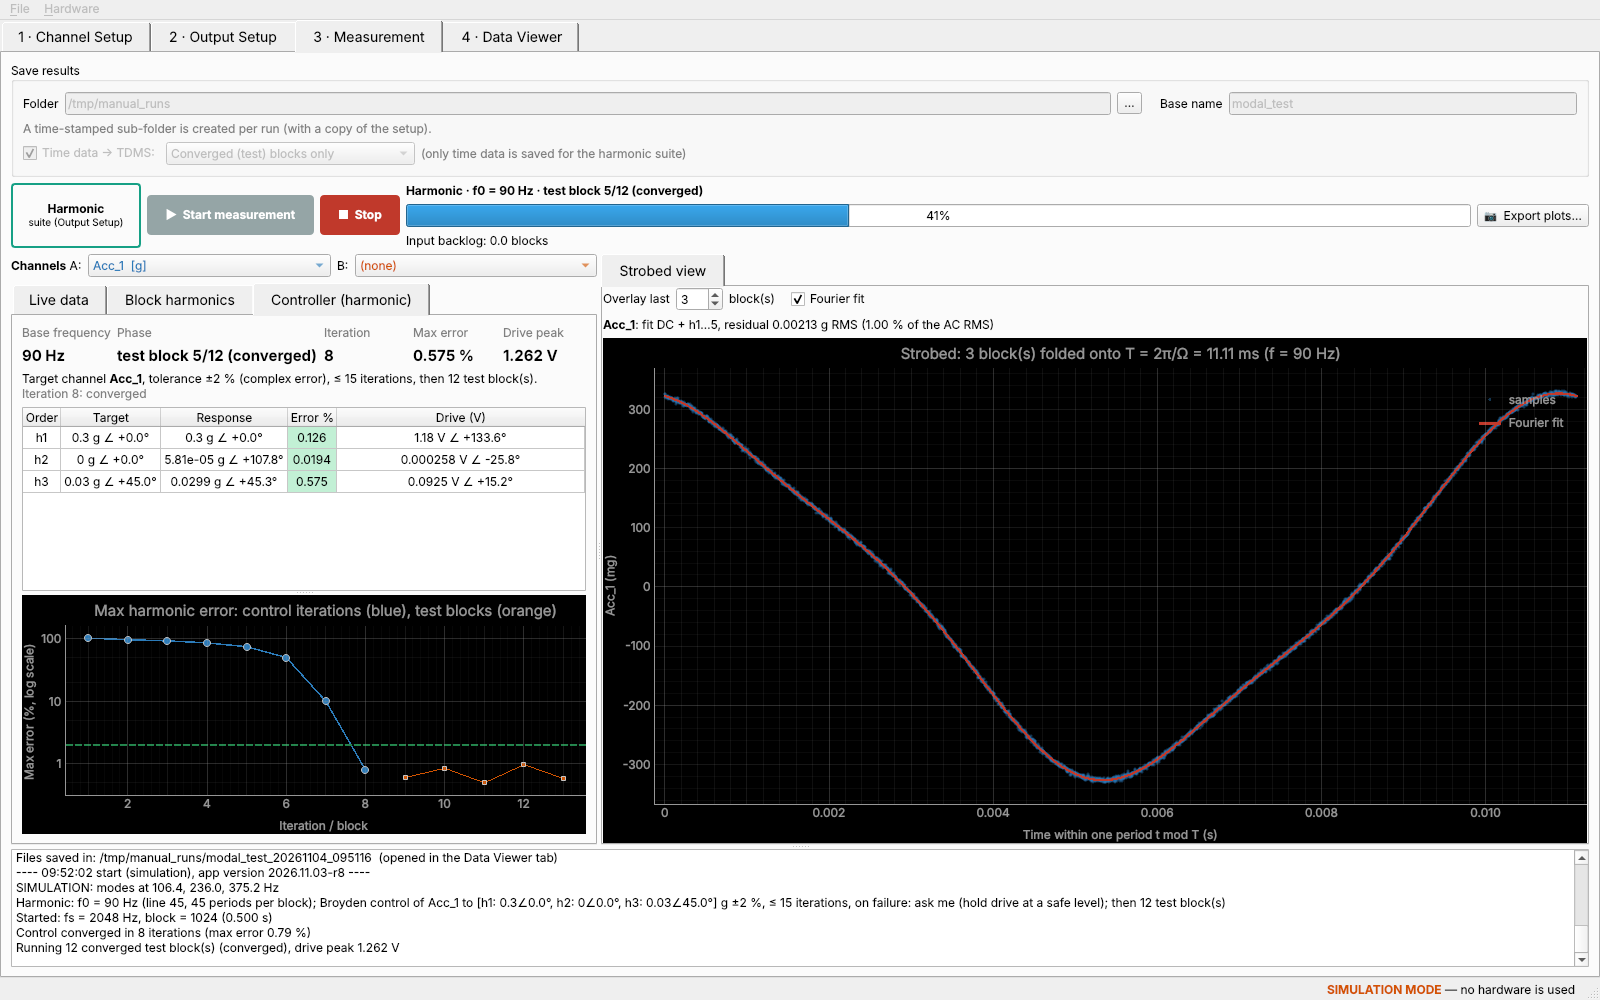 File Hardware
1 · Channel Setup 2 · Output Setup 3 · Measurement 4 · Data Viewer
Save results
Folder /tmp/manual_runs ... Base name modal_test
A time-stamped sub-folder is created per run (with a copy of the setup).
Time data → TDMS: Converged (test) blocks only (only time data is saved for the harmonic suite)
Harmonic
suite (Output Setup)
Start measurement Stop
Harmonic · f0 = 90 Hz · test block 5/12 (converged)
41%
Input backlog: 0.0 blocks
Export plots...
Channels A: Acc_1 [g] B: (none)
Live data Block harmonics Controller (harmonic)
Base frequency Phase Iteration Max error Drive peak
90 Hz test block 5/12 (converged) 8 0.575 % 1.262 V
Target channel Acc_1, tolerance ±2 % (complex error), ≤ 15 iterations, then 12 test block(s).
Iteration 8: converged
Order Target Response Error % Drive (V)
h1 0.3 g ∠ +0.0° 0.3 g ∠ +0.0° 0.126 1.18 V ∠ +133.6°
h2 0 g ∠ +0.0° 5.81e-05 g ∠ +107.8° 0.0194 0.000258 V ∠ -25.8°
h3 0.03 g ∠ +45.0° 0.0299 g ∠ +45.3° 0.575 0.0925 V ∠ +15.2°
Max harmonic error: control iterations (blue), test blocks (orange)
Max error (%, log scale)
100
10
1
2 4 6 8 10 12
Iteration / block
Strobed view
Overlay last 3 block(s) Fourier fit
Acc_1: fit DC + h1...5, residual 0.00213 g RMS (1.00 % of the AC RMS)
Strobed: 3 block(s) folded onto T = 2π/Ω = 11.11 ms (f = 90 Hz)
samples
Fourier fit
Acc_1 (mg)
300
200
100
0
-100
-200
-300
0 0.002 0.004 0.006 0.008 0.010
Time within one period t mod T (s)
Files saved in: /tmp/manual_runs/modal_test_20261104_095116 (opened in the Data Viewer tab)
---- 09:52:02 start (simulation), app version 2026.11.03-r8 ----
SIMULATION: modes at 106.4, 236.0, 375.2 Hz
Harmonic: f0 = 90 Hz (line 45, 45 periods per block); Broyden control of Acc_1 to [h1: 0.3∠0.0°, h2: 0∠0.0°, h3: 0.03∠45.0°] g ±2 %, ≤ 15 iterations, on failure: ask me (hold drive at a safe level); then 12 test block(s)
Started: fs = 2048 Hz, block = 1024 (0.500 s)
Control converged in 8 iterations (max error 0.79 %)
Running 12 converged test block(s) (converged), drive peak 1.262 V
SIMULATION MODE — no hardware is used